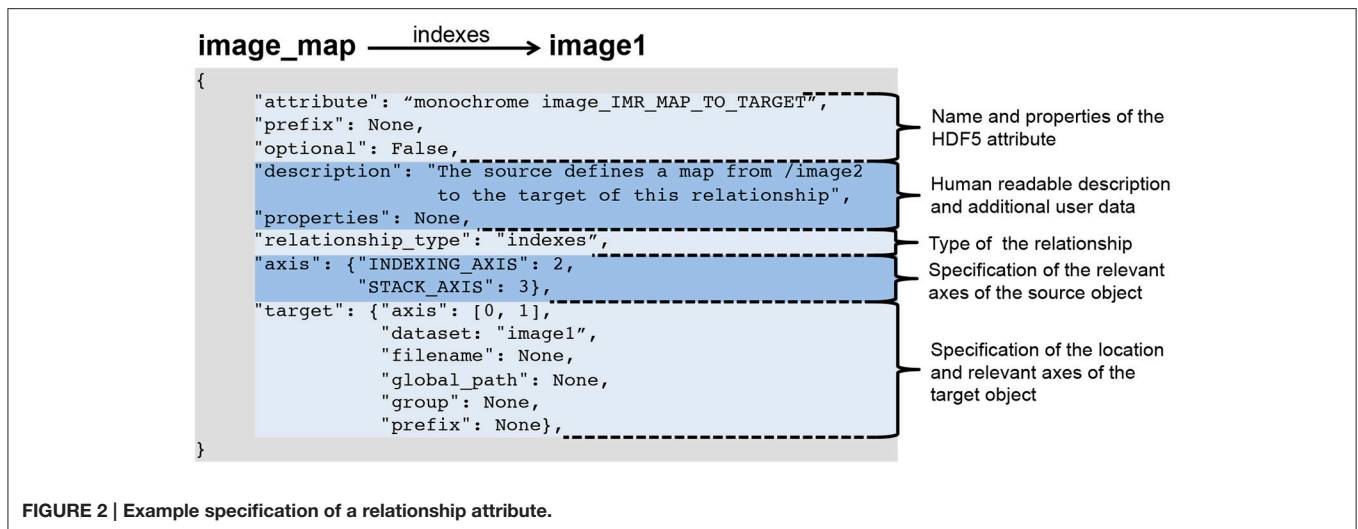 image_map indexes image1
{
"attribute": “monochrome image_IMR_MAP_TO_TARGET”,
"prefix": None,
"optional": False,
Name and properties of the
HDF5 attribute
"description": "The source defines a map from /image2
to the target of this relationship",
"properties": None,
Human readable description
and additional user data
"relationship_type": "indexes”,
Type of the relationship
"axis": {"INDEXING_AXIS": 2,
"STACK_AXIS": 3},
Specification of the relevant
axes of the source object
"target": {"axis": [0, 1],
"dataset: "image1”,
"filename": None,
"global_path": None,
"group": None,
"prefix": None},
Specification of the location
and relevant axes of the
target object
}
FIGURE 2 | Example specification of a relationship attribute.